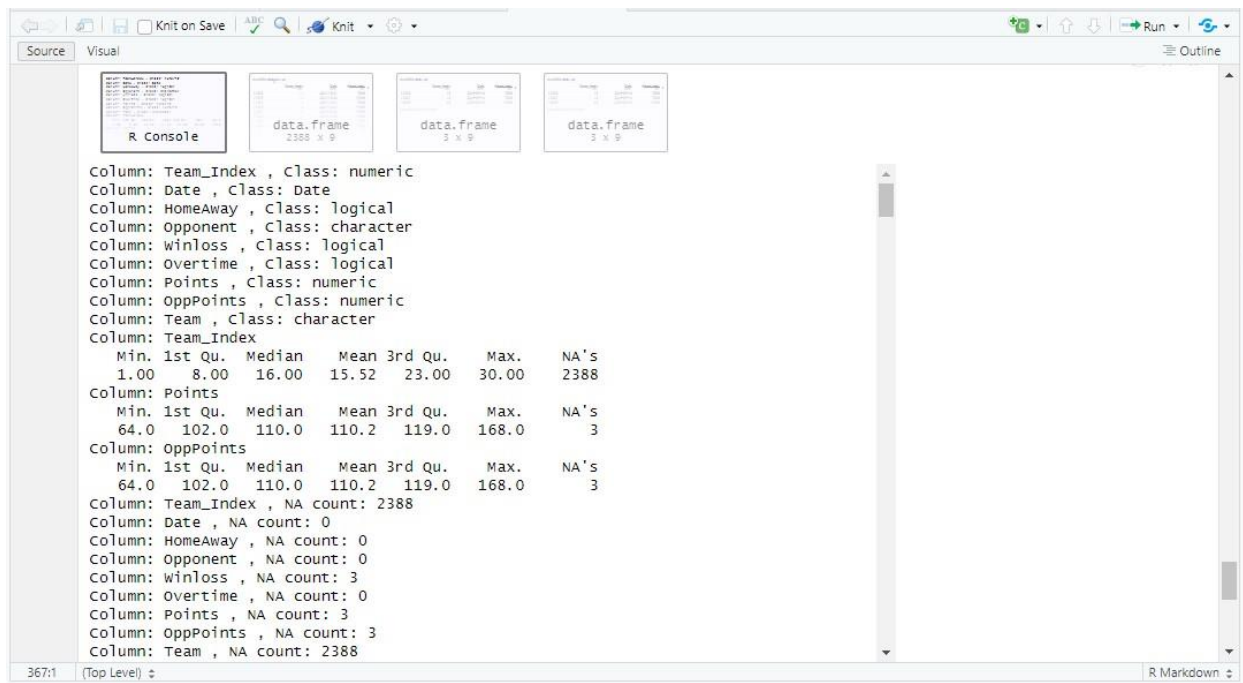 Knit on Save ABC Knit Run
Source Visual Outline
R Console
data.frame
2388 x 9
data.frame
3 x 9
data.frame
3 x 9
Column: Team_Index , Class: numeric
Column: Date , Class: Date
Column: HomeAway , Class: logical
Column: Opponent , Class: character
Column: WinLoss , Class: logical
Column: Overtime , Class: logical
Column: Points , Class: numeric
Column: OppPoints , Class: numeric
Column: Team , Class: character
Column: Team_Index
Min. 1st Qu. Median Mean 3rd Qu. Max. NA's
1.00 8.00 16.00 15.52 23.00 30.00 2388
Column: Points
Min. 1st Qu. Median Mean 3rd Qu. Max. NA's
64.0 102.0 110.0 110.2 119.0 168.0 3
Column: OppPoints
Min. 1st Qu. Median Mean 3rd Qu. Max. NA's
64.0 102.0 110.0 110.2 119.0 168.0 3
Column: Team_Index , NA count: 2388
Column: Date , NA count: 0
Column: HomeAway , NA count: 0
Column: Opponent , NA count: 0
Column: WinLoss , NA count: 3
Column: Overtime , NA count: 0
Column: Points , NA count: 3
Column: OppPoints , NA count: 3
Column: Team , NA count: 2388
367:1 (Top Level) R Markdown